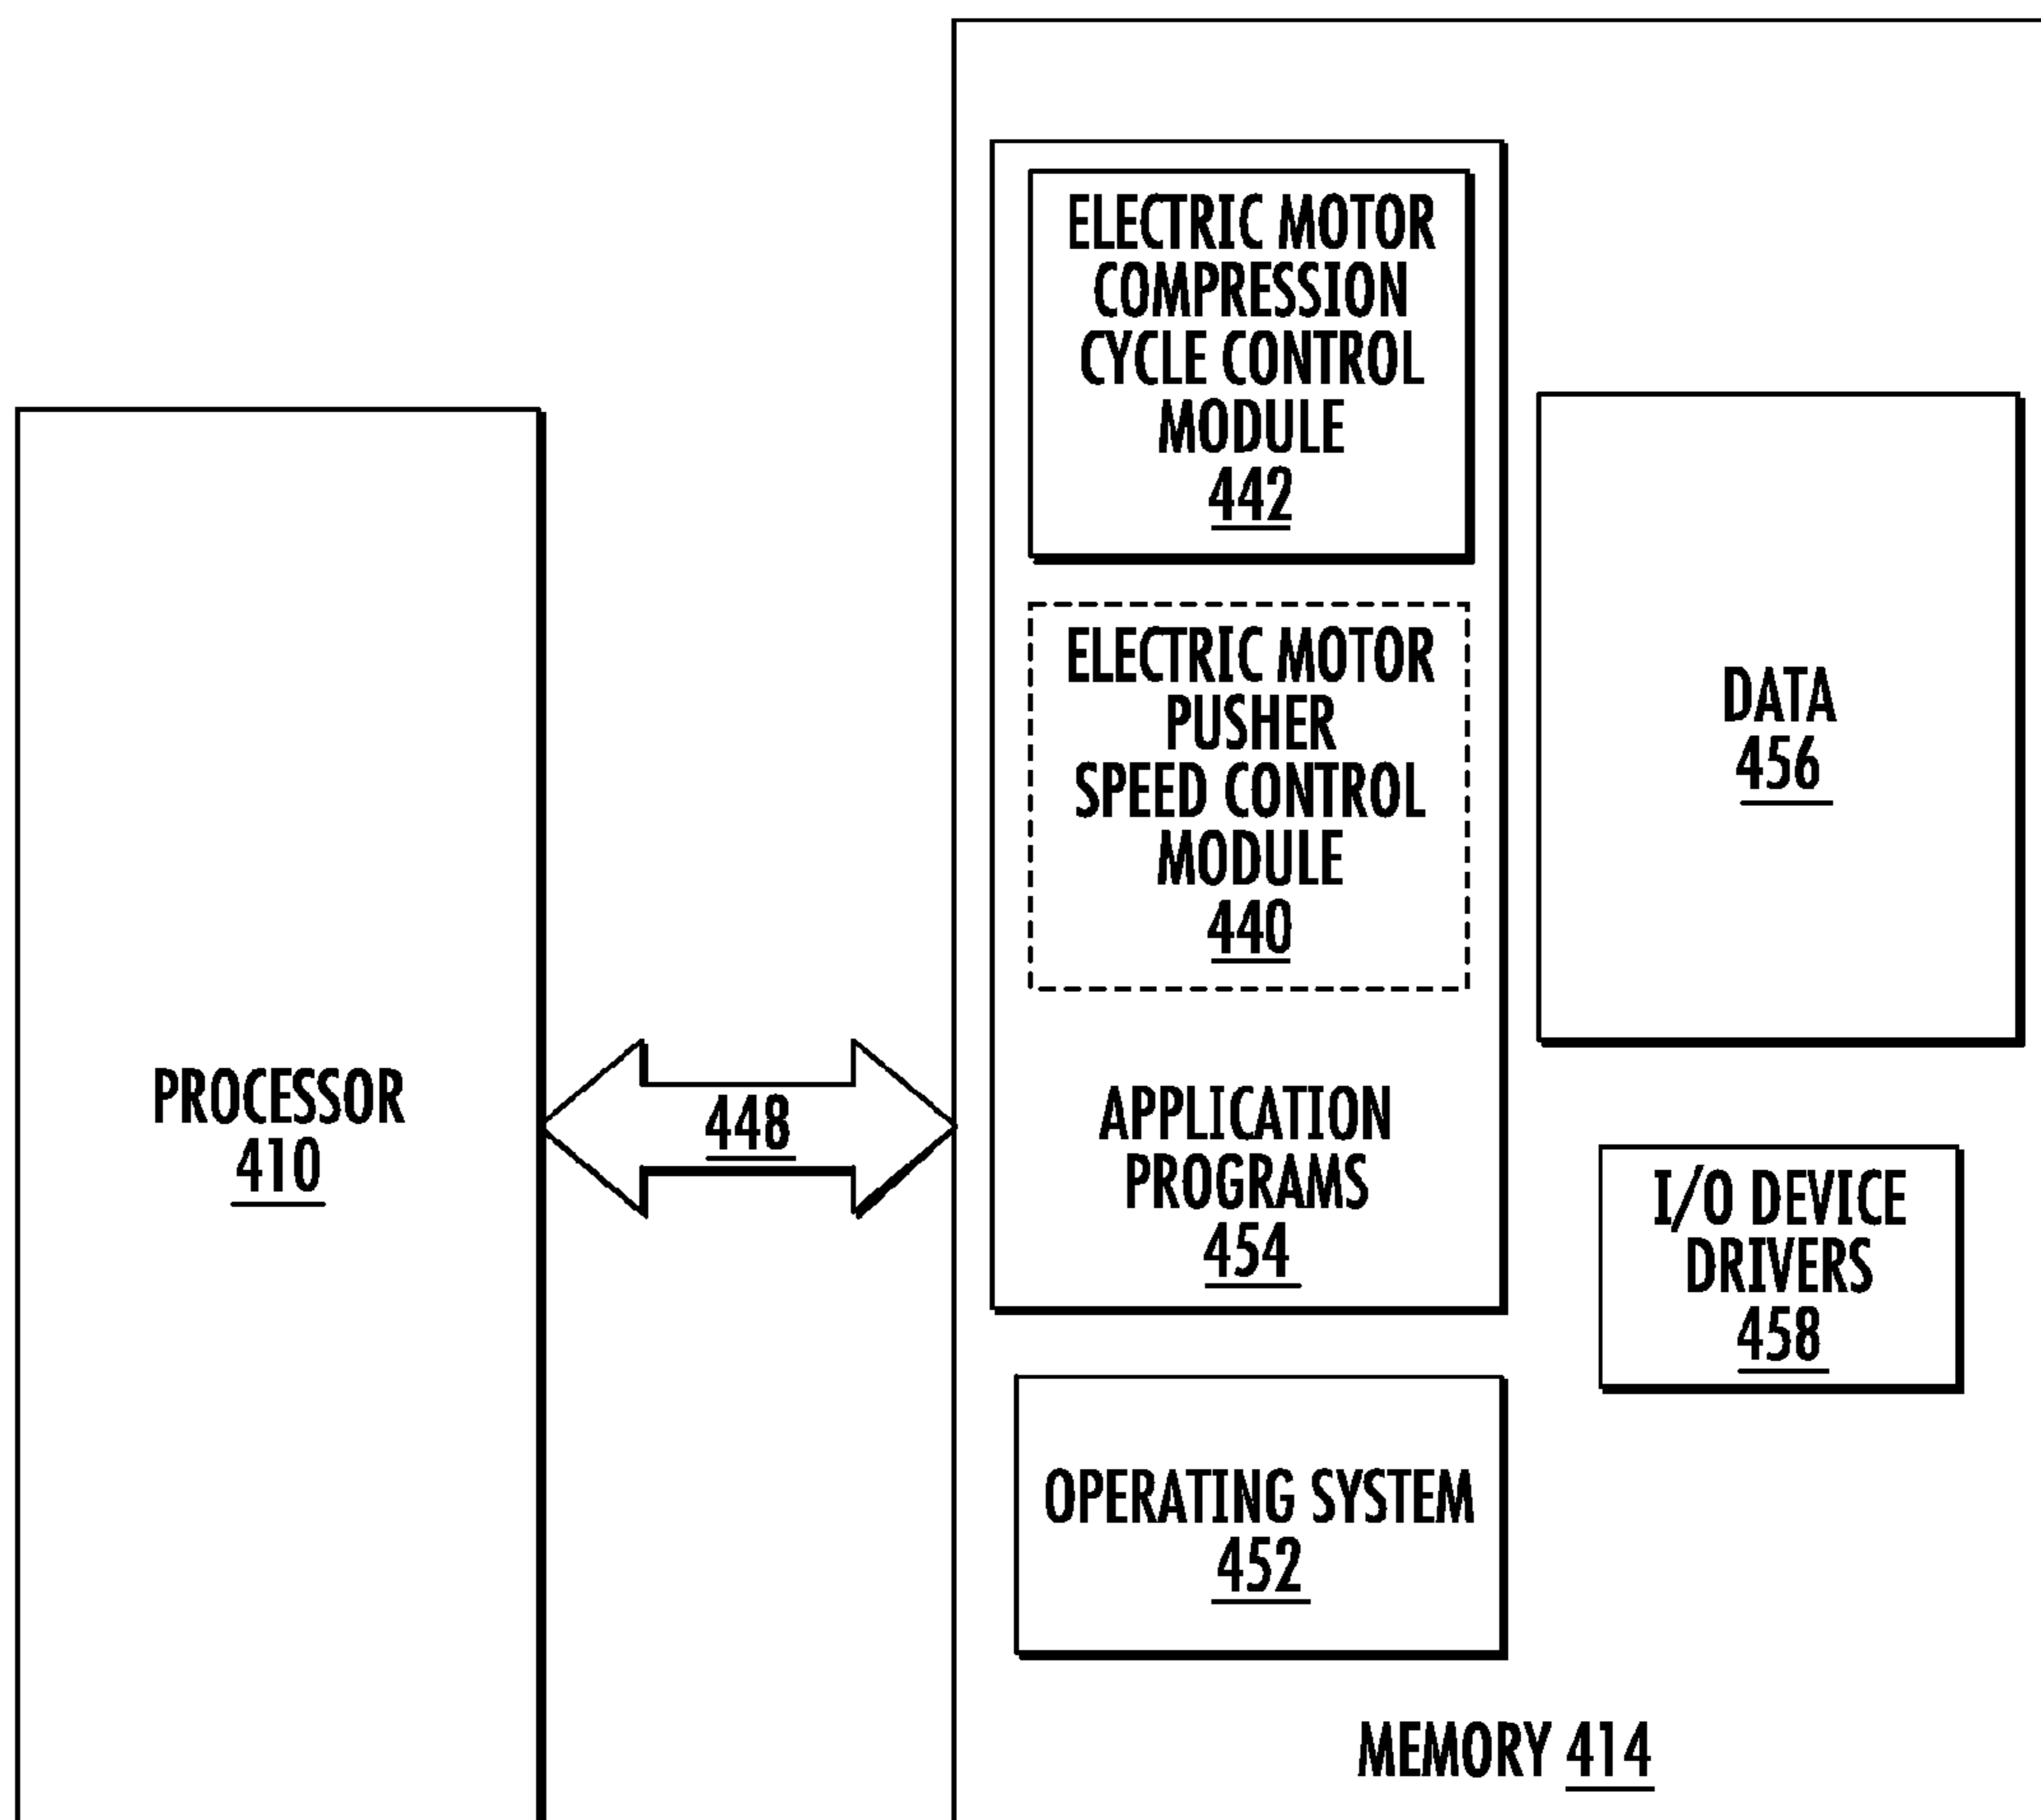 ELECTRIC MOTOR
COMPRESSION
CYCLE CONTROL
MODULE
442
ELECTRIC MOTOR
PUSHER
SPEED CONTROL
MODULE
440
APPLICATION
PROGRAMS
454
DATA
456
PROCESSOR
410
448
I/O DEVICE
DRIVERS
458
OPERATING SYSTEM
452
MEMORY 414